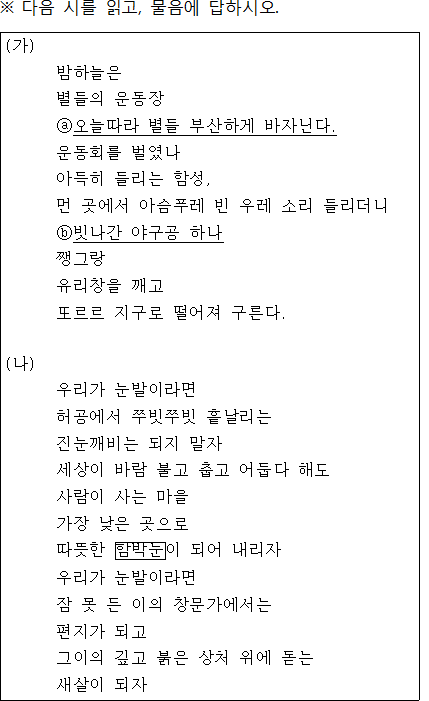 ※ 다음 시를 읽고, 물음에 답하시오.
(가)
밤하늘은
별들의 운동장
ⓐ오늘따라 별들 부산하게 바자닌다.
운동회를 벌였나
아득히 들리는 함성,
먼 곳에서 아슴푸레 빈 우레 소리 들리더니
ⓑ빗나간 야구공 하나
쨍그랑
유리창을 깨고
또르르 지구로 떨어져 구른다.
(나)
우리가 눈발이라면
허공에서 쭈빗쭈빗 흩날리는
진눈깨비는 되지 말자
세상이 바람 불고 춥고 어둡다 해도
사람이 사는 마을
가장 낮은 곳으로
따뜻한 함박눈이 되어 내리자
우리가 눈발이라면
잠 못 든 이의 창문가에서는
편지가 되고
그이의 깊고 붉은 상처 위에 돋는
새살이 되자